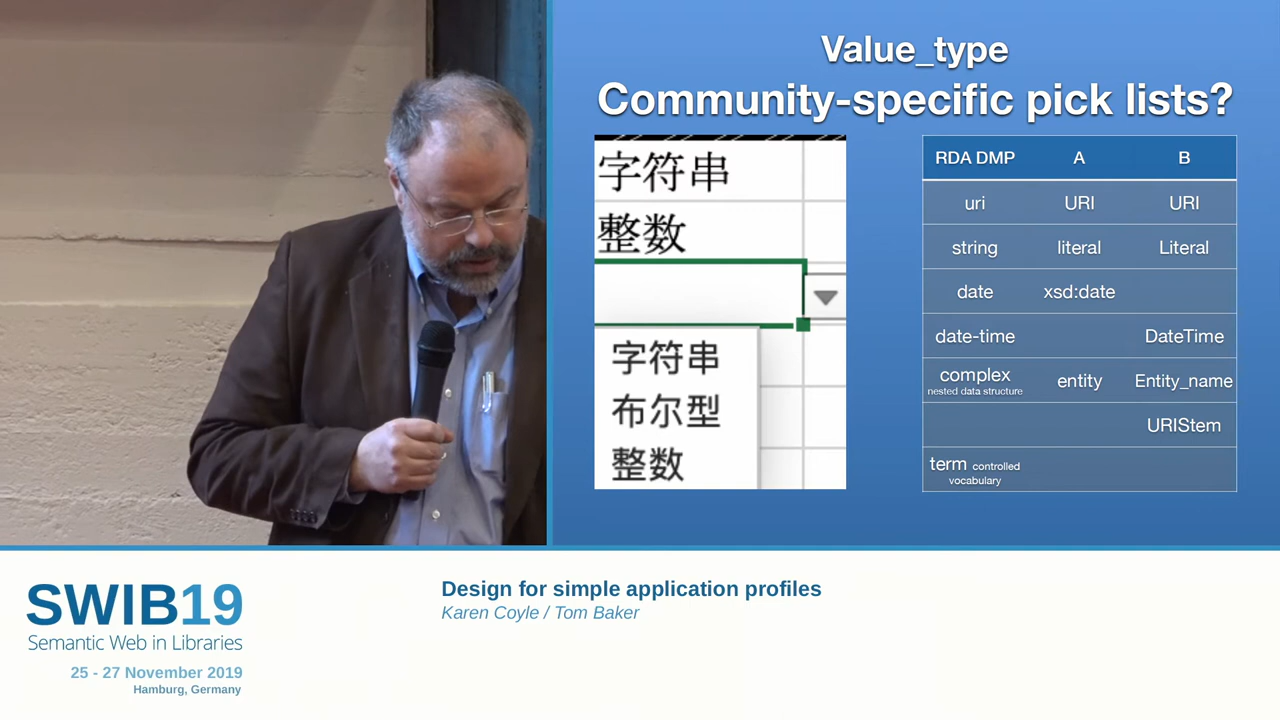 Value_type
Community-specific pick lists?
字符串
整数
字符串
布尔型
整数
RDA DMP A B
uri URI URI
string literal Literal
date xsd:date
date-time DateTime
complex entity Entity_name
nested data structure
URIStem
term controlled
vocabulary
SWIB19
Semantic Web in Libraries
25 - 27 November 2019
Hamburg, Germany
Design for simple application profiles
Karen Coyle / Tom Baker